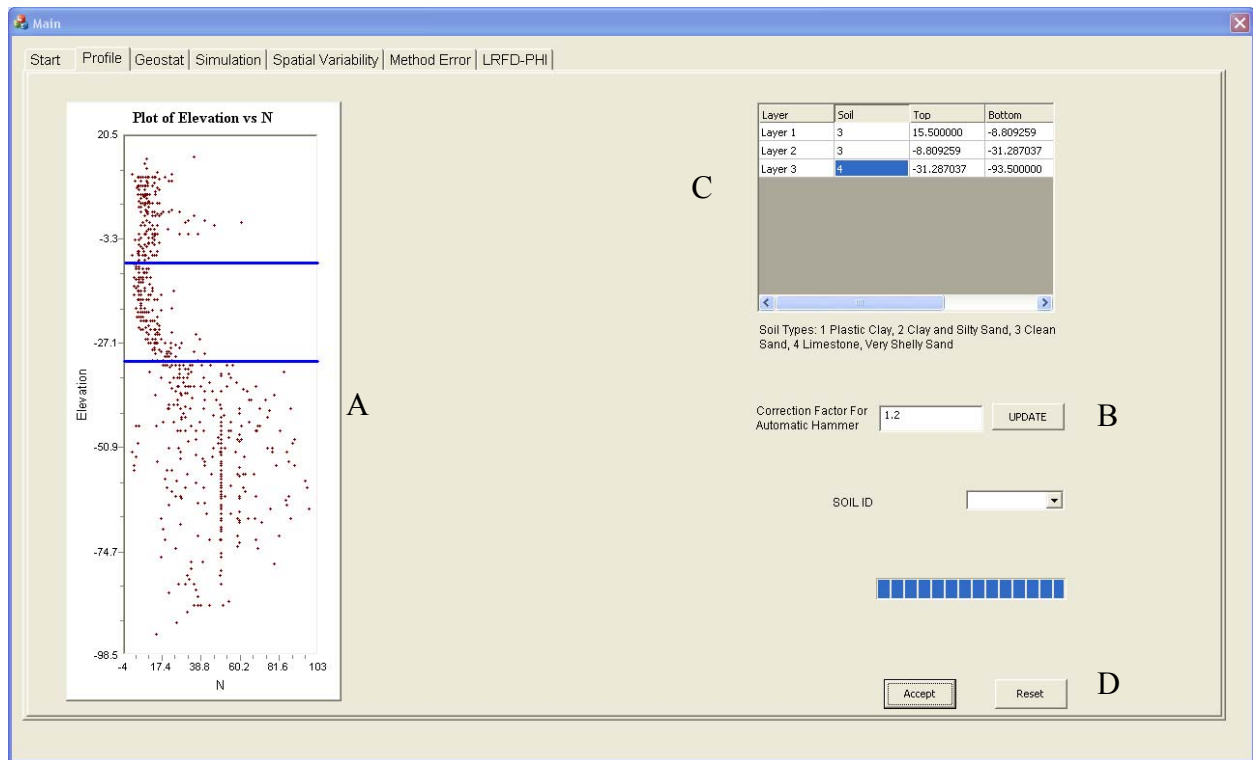 Main
Start Profile Geostat Simulation Spatial Variability Method Error LRFD-PHI
Plot of Elevation vs N
20.5
-3.3
-27.1
-50.9
-74.7
-98.5
Elevation
-4 17.4 38.8 60.2 81.6 103
N
A
C
Layer Soil Top Bottom
Layer 1 3 15.500000 -8.809259
Layer 2 3 -8.809259 -31.287037
Layer 3 4 -31.287037 -93.500000
Soil Types: 1 Plastic Clay, 2 Clay and Silty Sand, 3 Clean
Sand, 4 Limestone, Very Shelly Sand
Correction Factor For
Automatic Hammer
1.2
UPDATE
B
SOIL ID
Accept
Reset
D